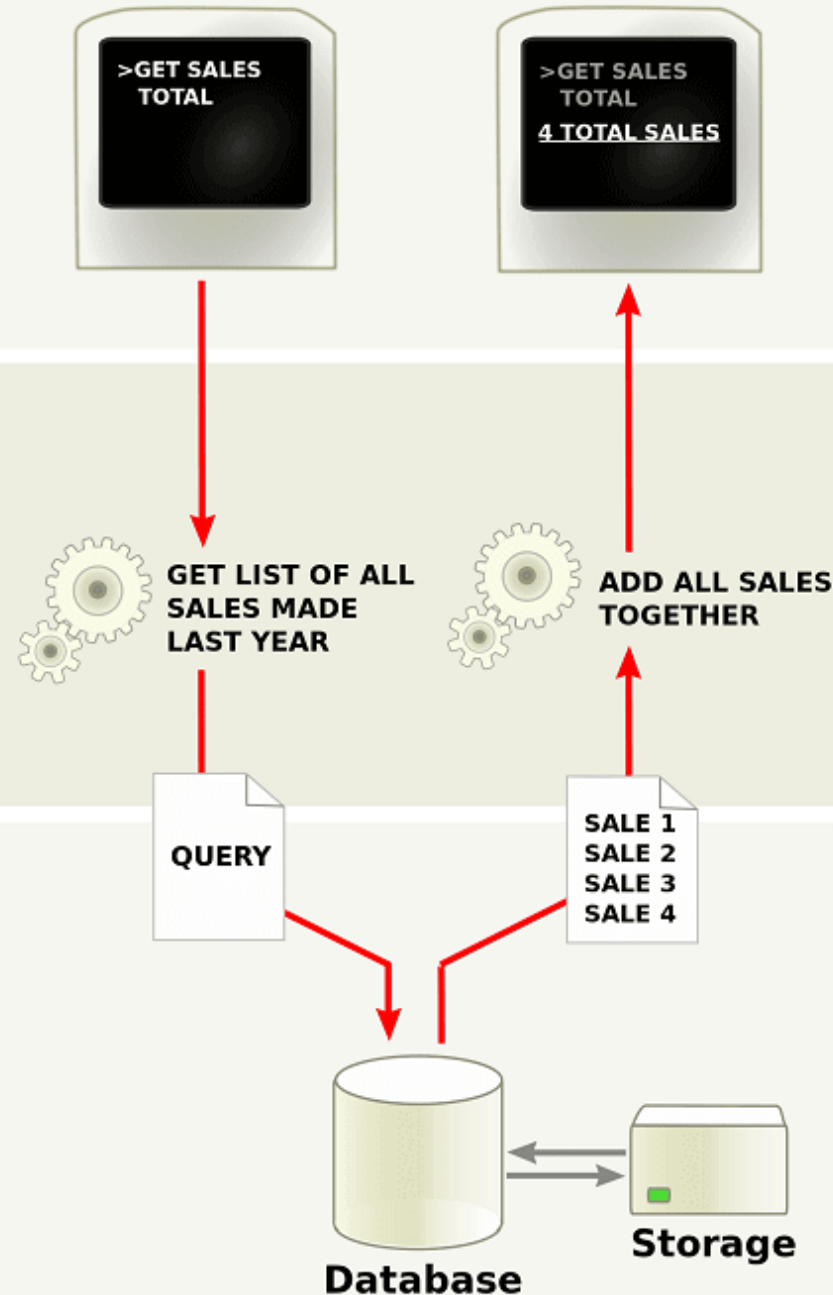 >GET SALES
TOTAL
>GET SALES
TOTAL
4 TOTAL SALES
GET LIST OF ALL
SALES MADE
LAST YEAR
ADD ALL SALES
TOGETHER
QUERY
SALE 1
SALE 2
SALE 3
SALE 4
Storage
Database